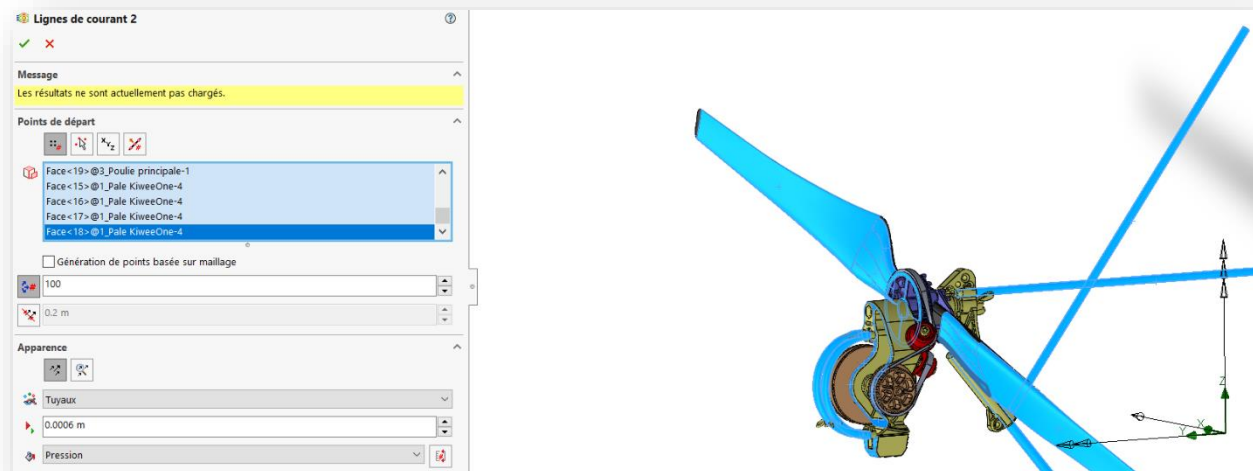 Lignes de courant 2
Message
Les résultats ne sont actuellement pas chargés.
Points de départ
Face<19>@3_Poulie principale-1
Face<15>@1_Pale KiweeOne-4
Face<16>@1_Pale KiweeOne-4
Face<17>@1_Pale KiweeOne-4
Face<18>@1_Pale KiweeOne-4
Génération de points basée sur maillage
100
0.2 m
Apparence
Tuyaux
0.0006 m
Pression
Z
Y X